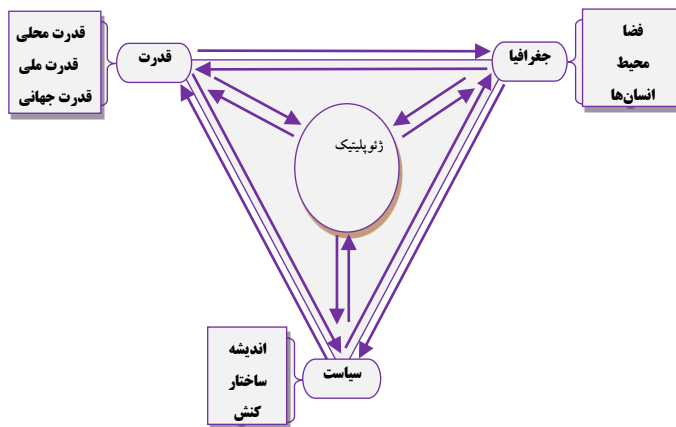 فضا
محیط
انسان‌ها
جغرافیا
قدرت
قدرت محلی
قدرت ملی
قدرت جهانی
ژئوپلیتیک
سیاست
اندیشه
ساختار
کنش